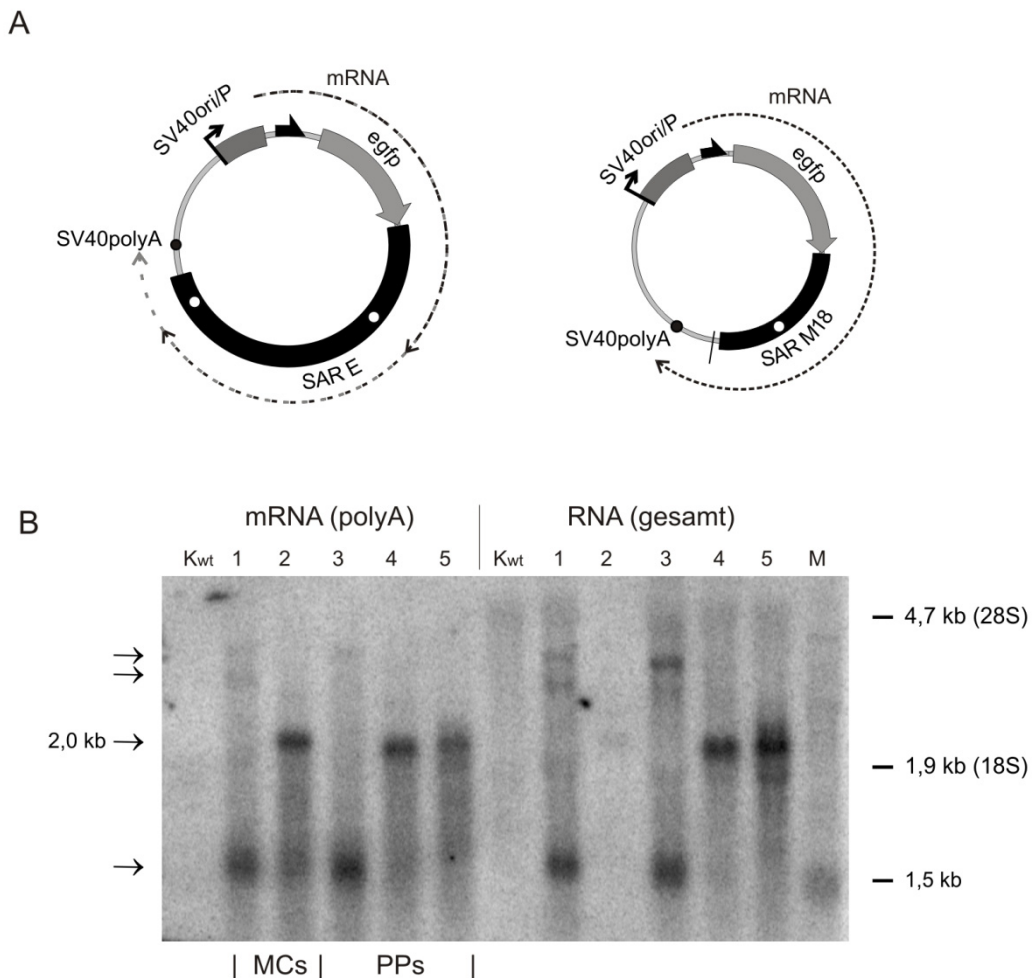 A
SV40ori/P
mRNA
egfp
SV40polyA
SAR E
SV40ori/P
mRNA
egfp
SV40polyA
SAR M18
B
mRNA (polyA)
RNA (gesamt)
Kwt 1 2 3 4 5 Kwt 1 2 3 4 5 M
4,7 kb (28S)
2,0 kb
1,9 kb (18S)
1,5 kb
| MCs | PPs |